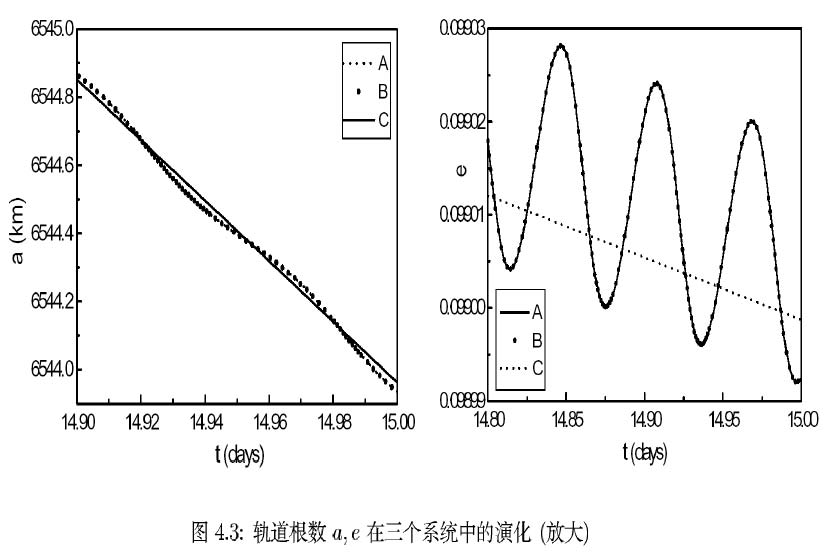 6545.0
6544.8
6544.6
6544.4
6544.2
6544.0
a (km)
A
B
C
14.90 14.92 14.94 14.96 14.98 15.00
t (days)
0.09903
0.09902
0.09901
0.09900
0.09899
e
A
B
C
14.80 14.85 14.90 14.95 15.00
t (days)
图 4.3: 轨道根数 a, e 在三个系统中的演化 (放大)